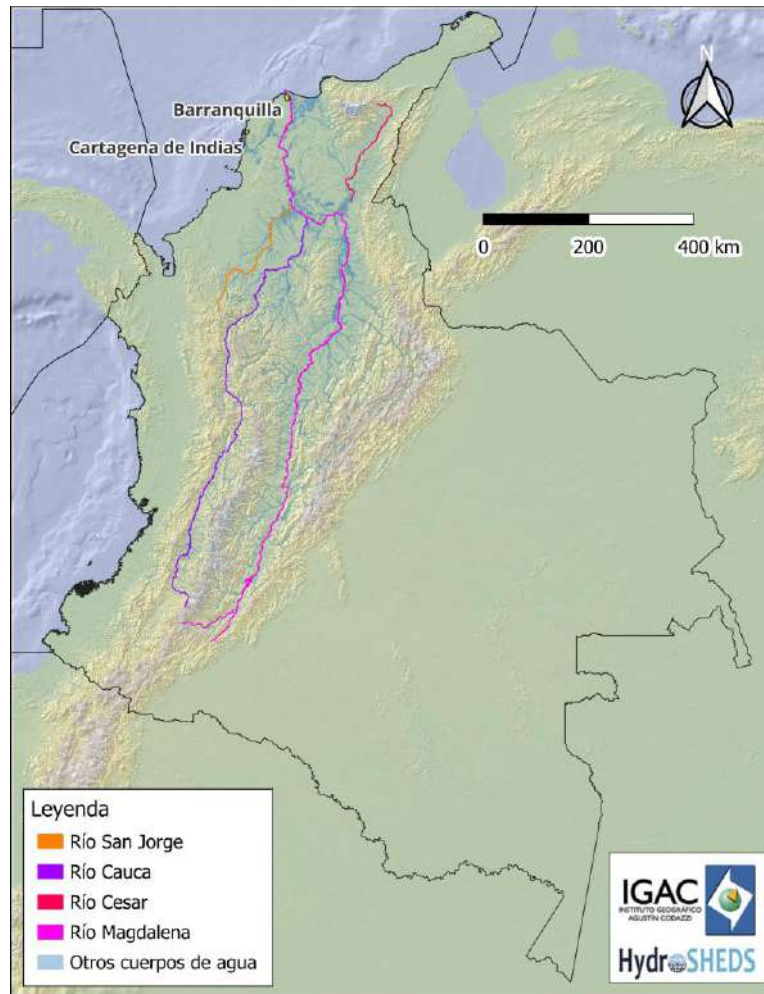 N
Barranquilla
Cartagena de Indias
0 200 400 km
Leyenda
Río San Jorge
Río Cauca
Río Cesar
Río Magdalena
Otros cuerpos de agua
IGAC
INSTITUTO GEOGRÁFICO
AGUSTÍN CODAZZI
HydroSHEDS